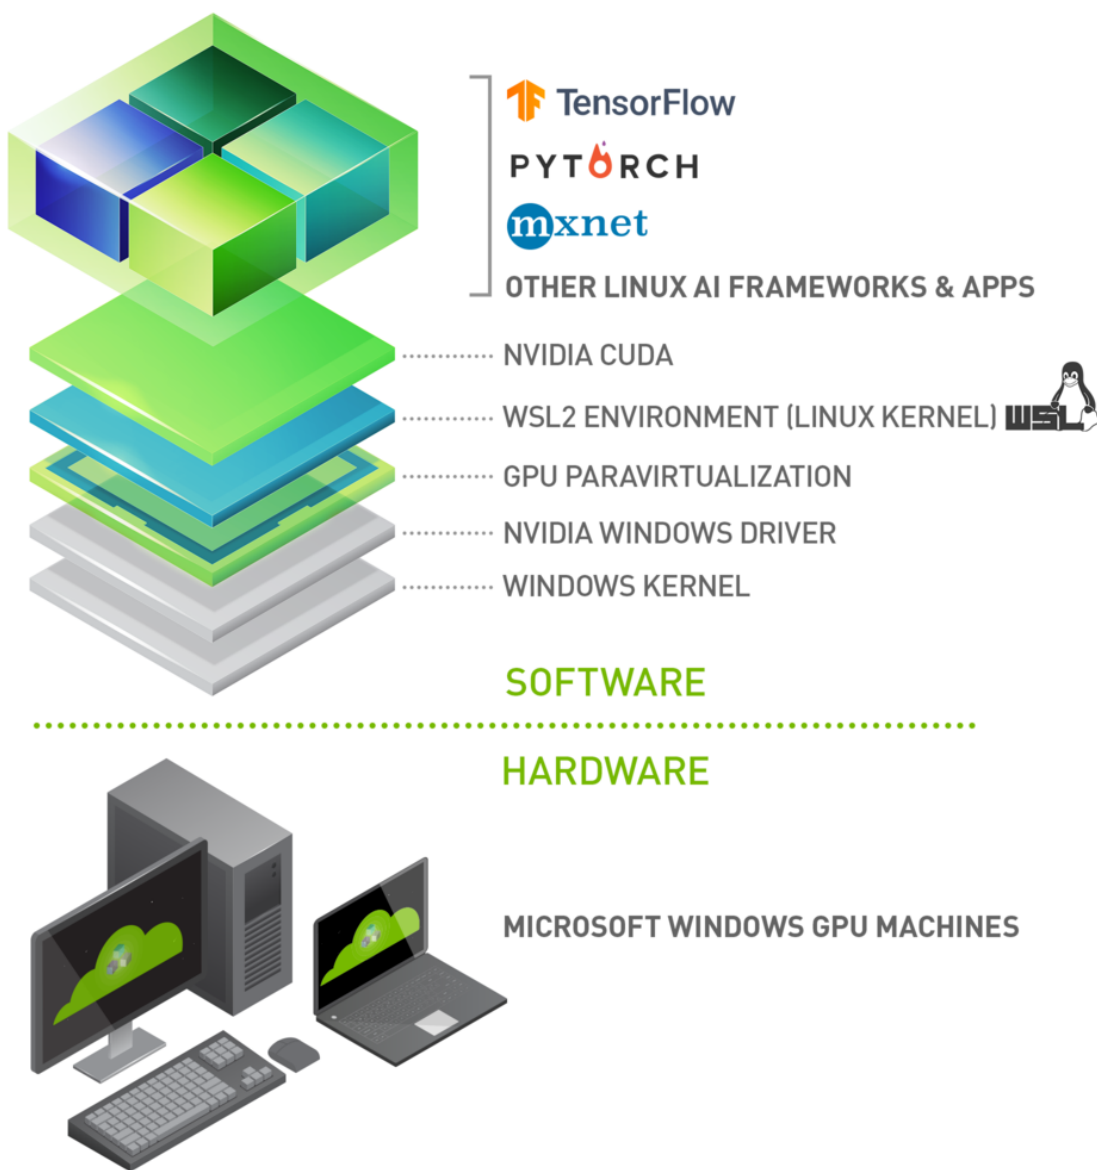 TensorFlow
PYTORCH
mxnet
OTHER LINUX AI FRAMEWORKS & APPS
NVIDIA CUDA
WSL2 ENVIRONMENT (LINUX KERNEL) WSL
GPU PARAVIRTUALIZATION
NVIDIA WINDOWS DRIVER
WINDOWS KERNEL
SOFTWARE
HARDWARE
MICROSOFT WINDOWS GPU MACHINES